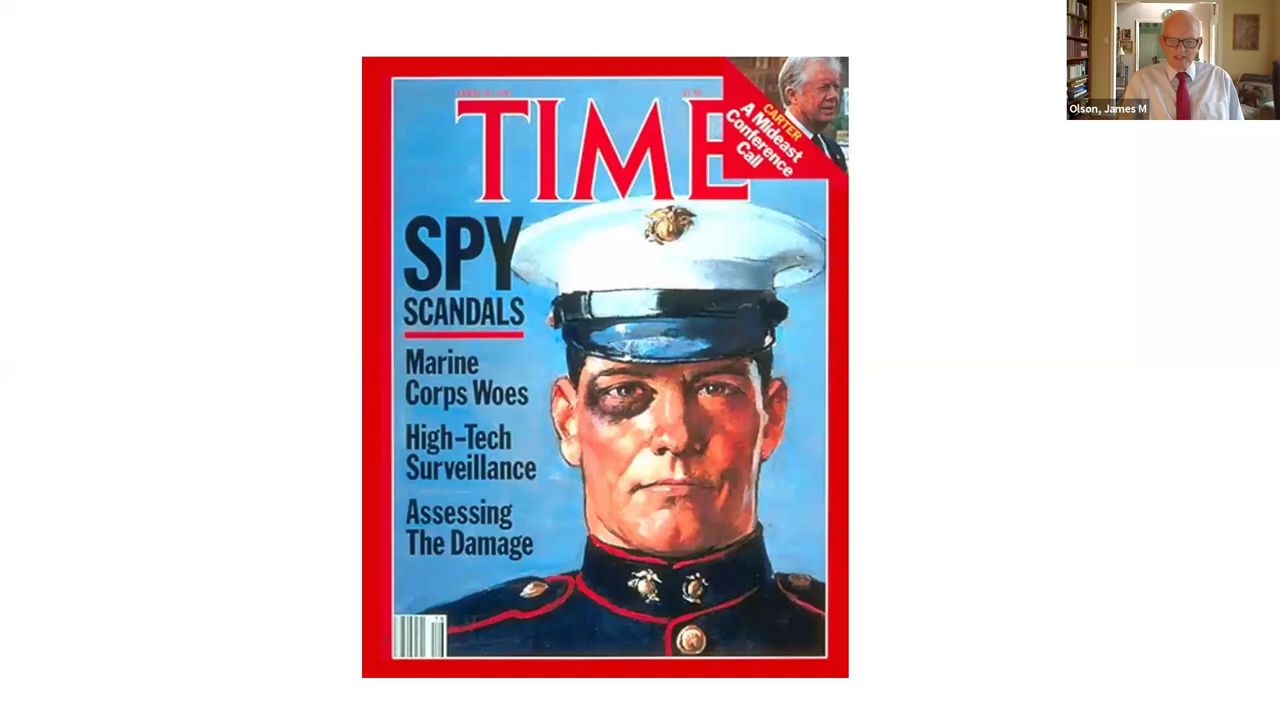 TIME
CARTER
A Mideast
Conference
Call
SPY
SCANDALS
Marine
Corps Woes
High-Tech
Surveillance
Assessing
The Damage
Olson, James M